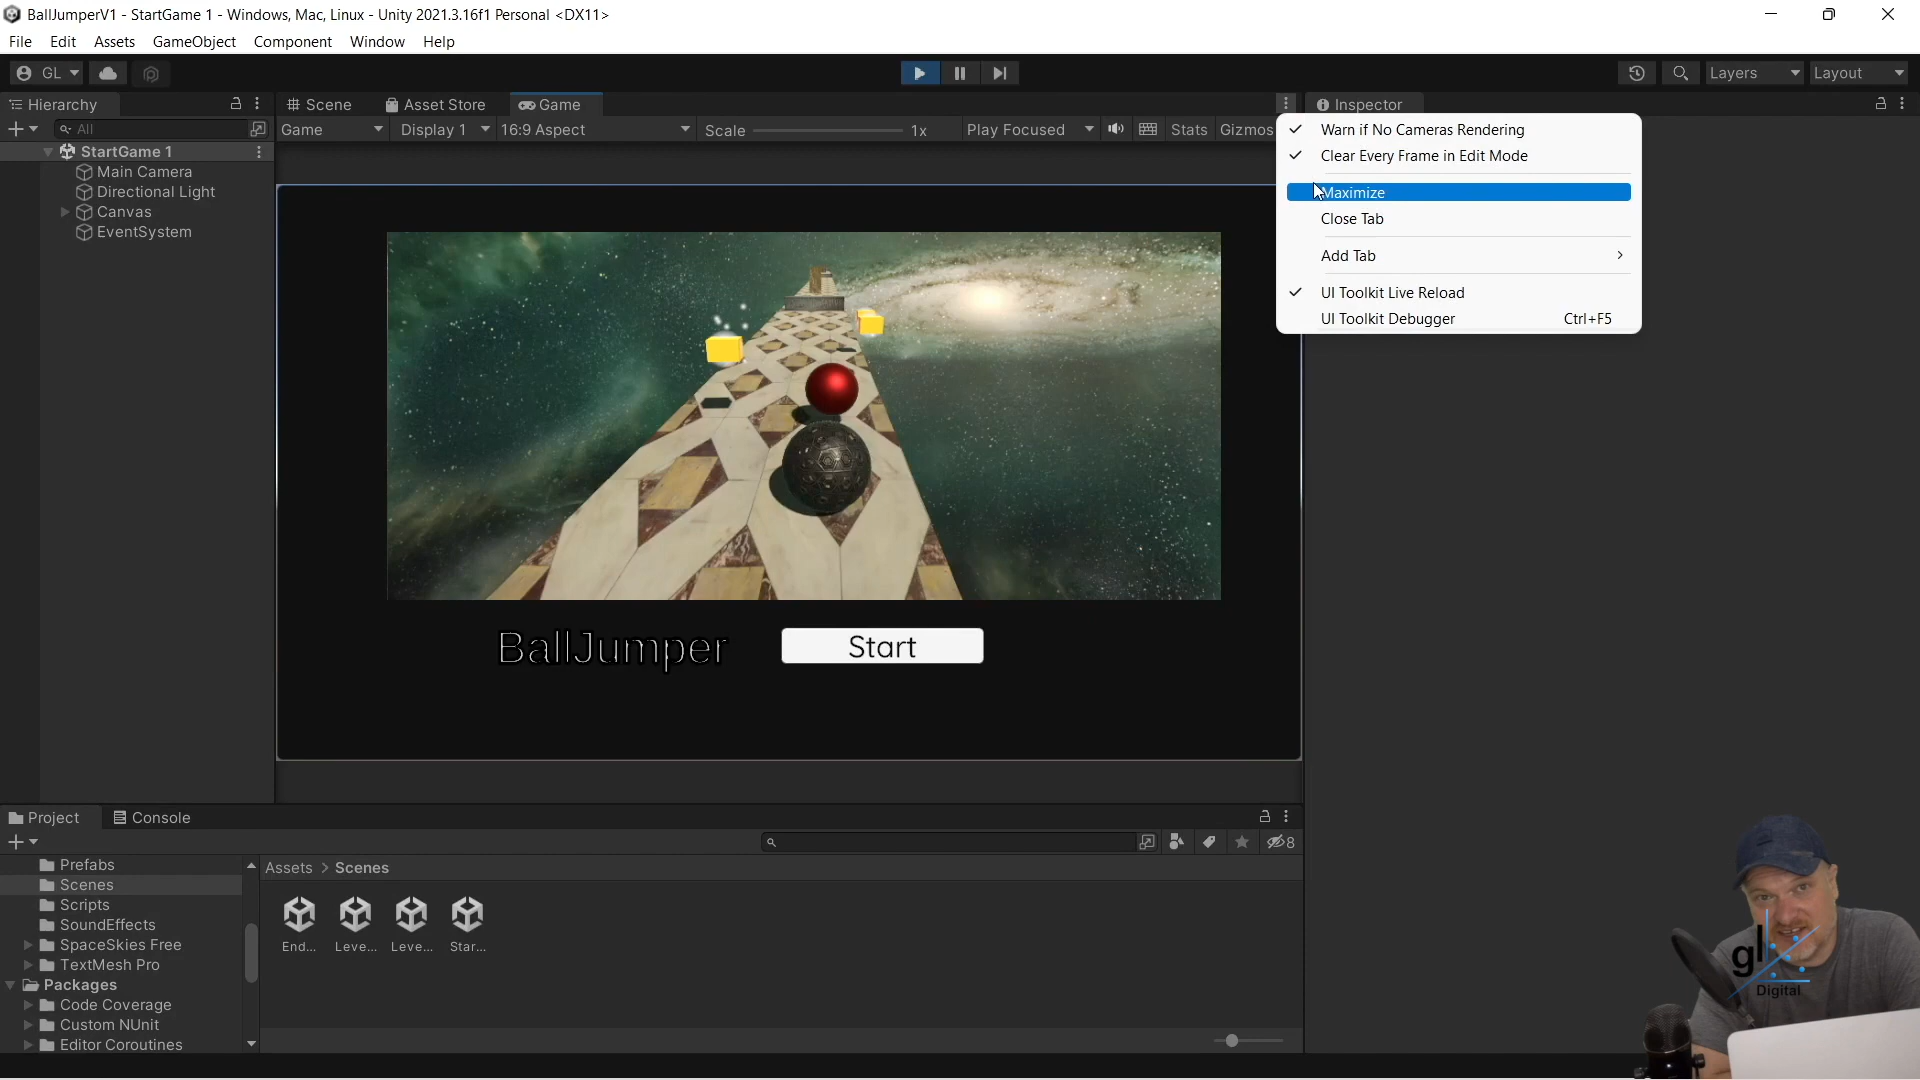 BallJumperV1 - StartGame 1 - Windows, Mac, Linux - Unity 2021.3.16f1 Personal <DX11>
File Edit Assets GameObject Component Window Help
GL Layers Layout
Hierarchy Scene Asset Store Game Inspector
All Game Display 1 16:9 Aspect Scale 1x Play Focused Stats Gizmos
StartGame 1
Main Camera
Directional Light
Canvas
EventSystem
Warn if No Cameras Rendering
Clear Every Frame in Edit Mode
Maximize
Close Tab
Add Tab
UI Toolkit Live Reload
UI Toolkit Debugger Ctrl+F5
BallJumper Start
Project Console
8
Prefabs
Scenes
Scripts
SoundEffects
SpaceSkies Free
TextMesh Pro
Packages
Code Coverage
Custom NUnit
Editor Coroutines
Assets > Scenes
End... Leve... Leve... Star...
gl
Digital